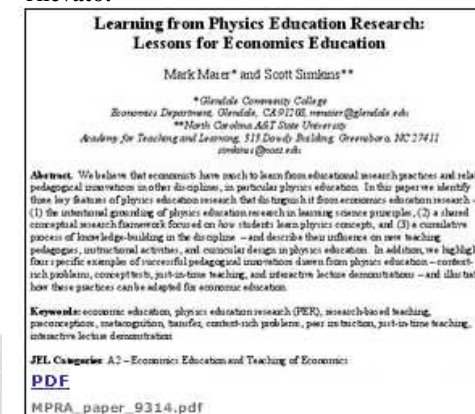 Learning from Physics Education Research:
Lessons for Economics Education
Mark Maier* and Scott Simkins**
*Glendale Community College
Economics Department, Glendale, CA 91208, mmaier@glendale.edu
**North Carolina A&T State University
Academy for Teaching and Learning, 315 Dowdy Building, Greensboro, NC 27411
simkins@ncat.edu
Abstract. We believe that economists have much to learn from educational research practices and rela
pedagogical innovations in other disciplines, in particular physics education. In this paper we identify
three key features of physics education research that distinguish it from economics education research –
(1) the intentional grounding of physics education research in learning science principles, (2) a shared
conceptual research framework focused on how students learn physics concepts, and (3) a cumulative
process of knowledge-building in the discipline – and describe their influence on new teaching
pedagogies, instructional activities, and curricular design in physics education. In addition, we highligh
four specific examples of successful pedagogical innovations drawn from physics education – context-
rich problems, concept tests, just-in-time teaching, and interactive lecture demonstrations – and illustrat
how these practices can be adapted for economic education.
Keywords: economic education, physics education research (PER), research-based teaching,
preconceptions, metacognition, transfer, context-rich problems, peer instruction, just-in-time teaching,
interactive lecture demonstration
JEL Categories: A2 – Economics Education and Teaching of Economics
PDF
MPRA_paper_9314.pdf